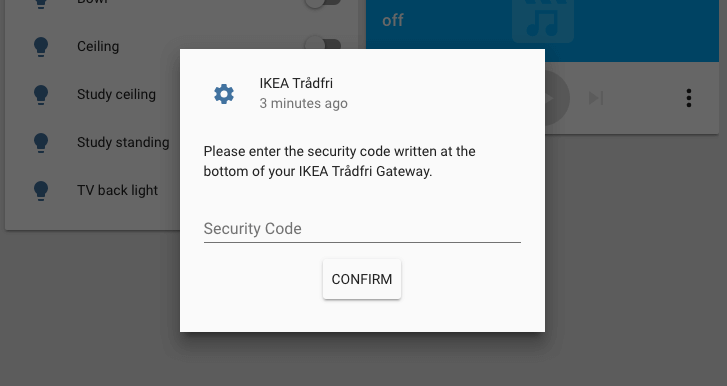 Bowl
Ceiling
Study ceiling
Study standing
TV back light
off
IKEA Trådfri
3 minutes ago
Please enter the security code written at the
bottom of your IKEA Trådfri Gateway.
Security Code
CONFIRM